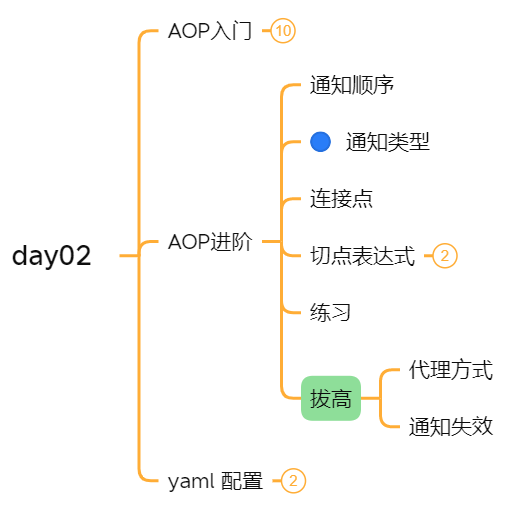 AOP入门 10
通知顺序
通知类型
连接点
AOP进阶
day02
切点表达式 2
练习
代理方式
拔高
通知失效
yaml 配置 2